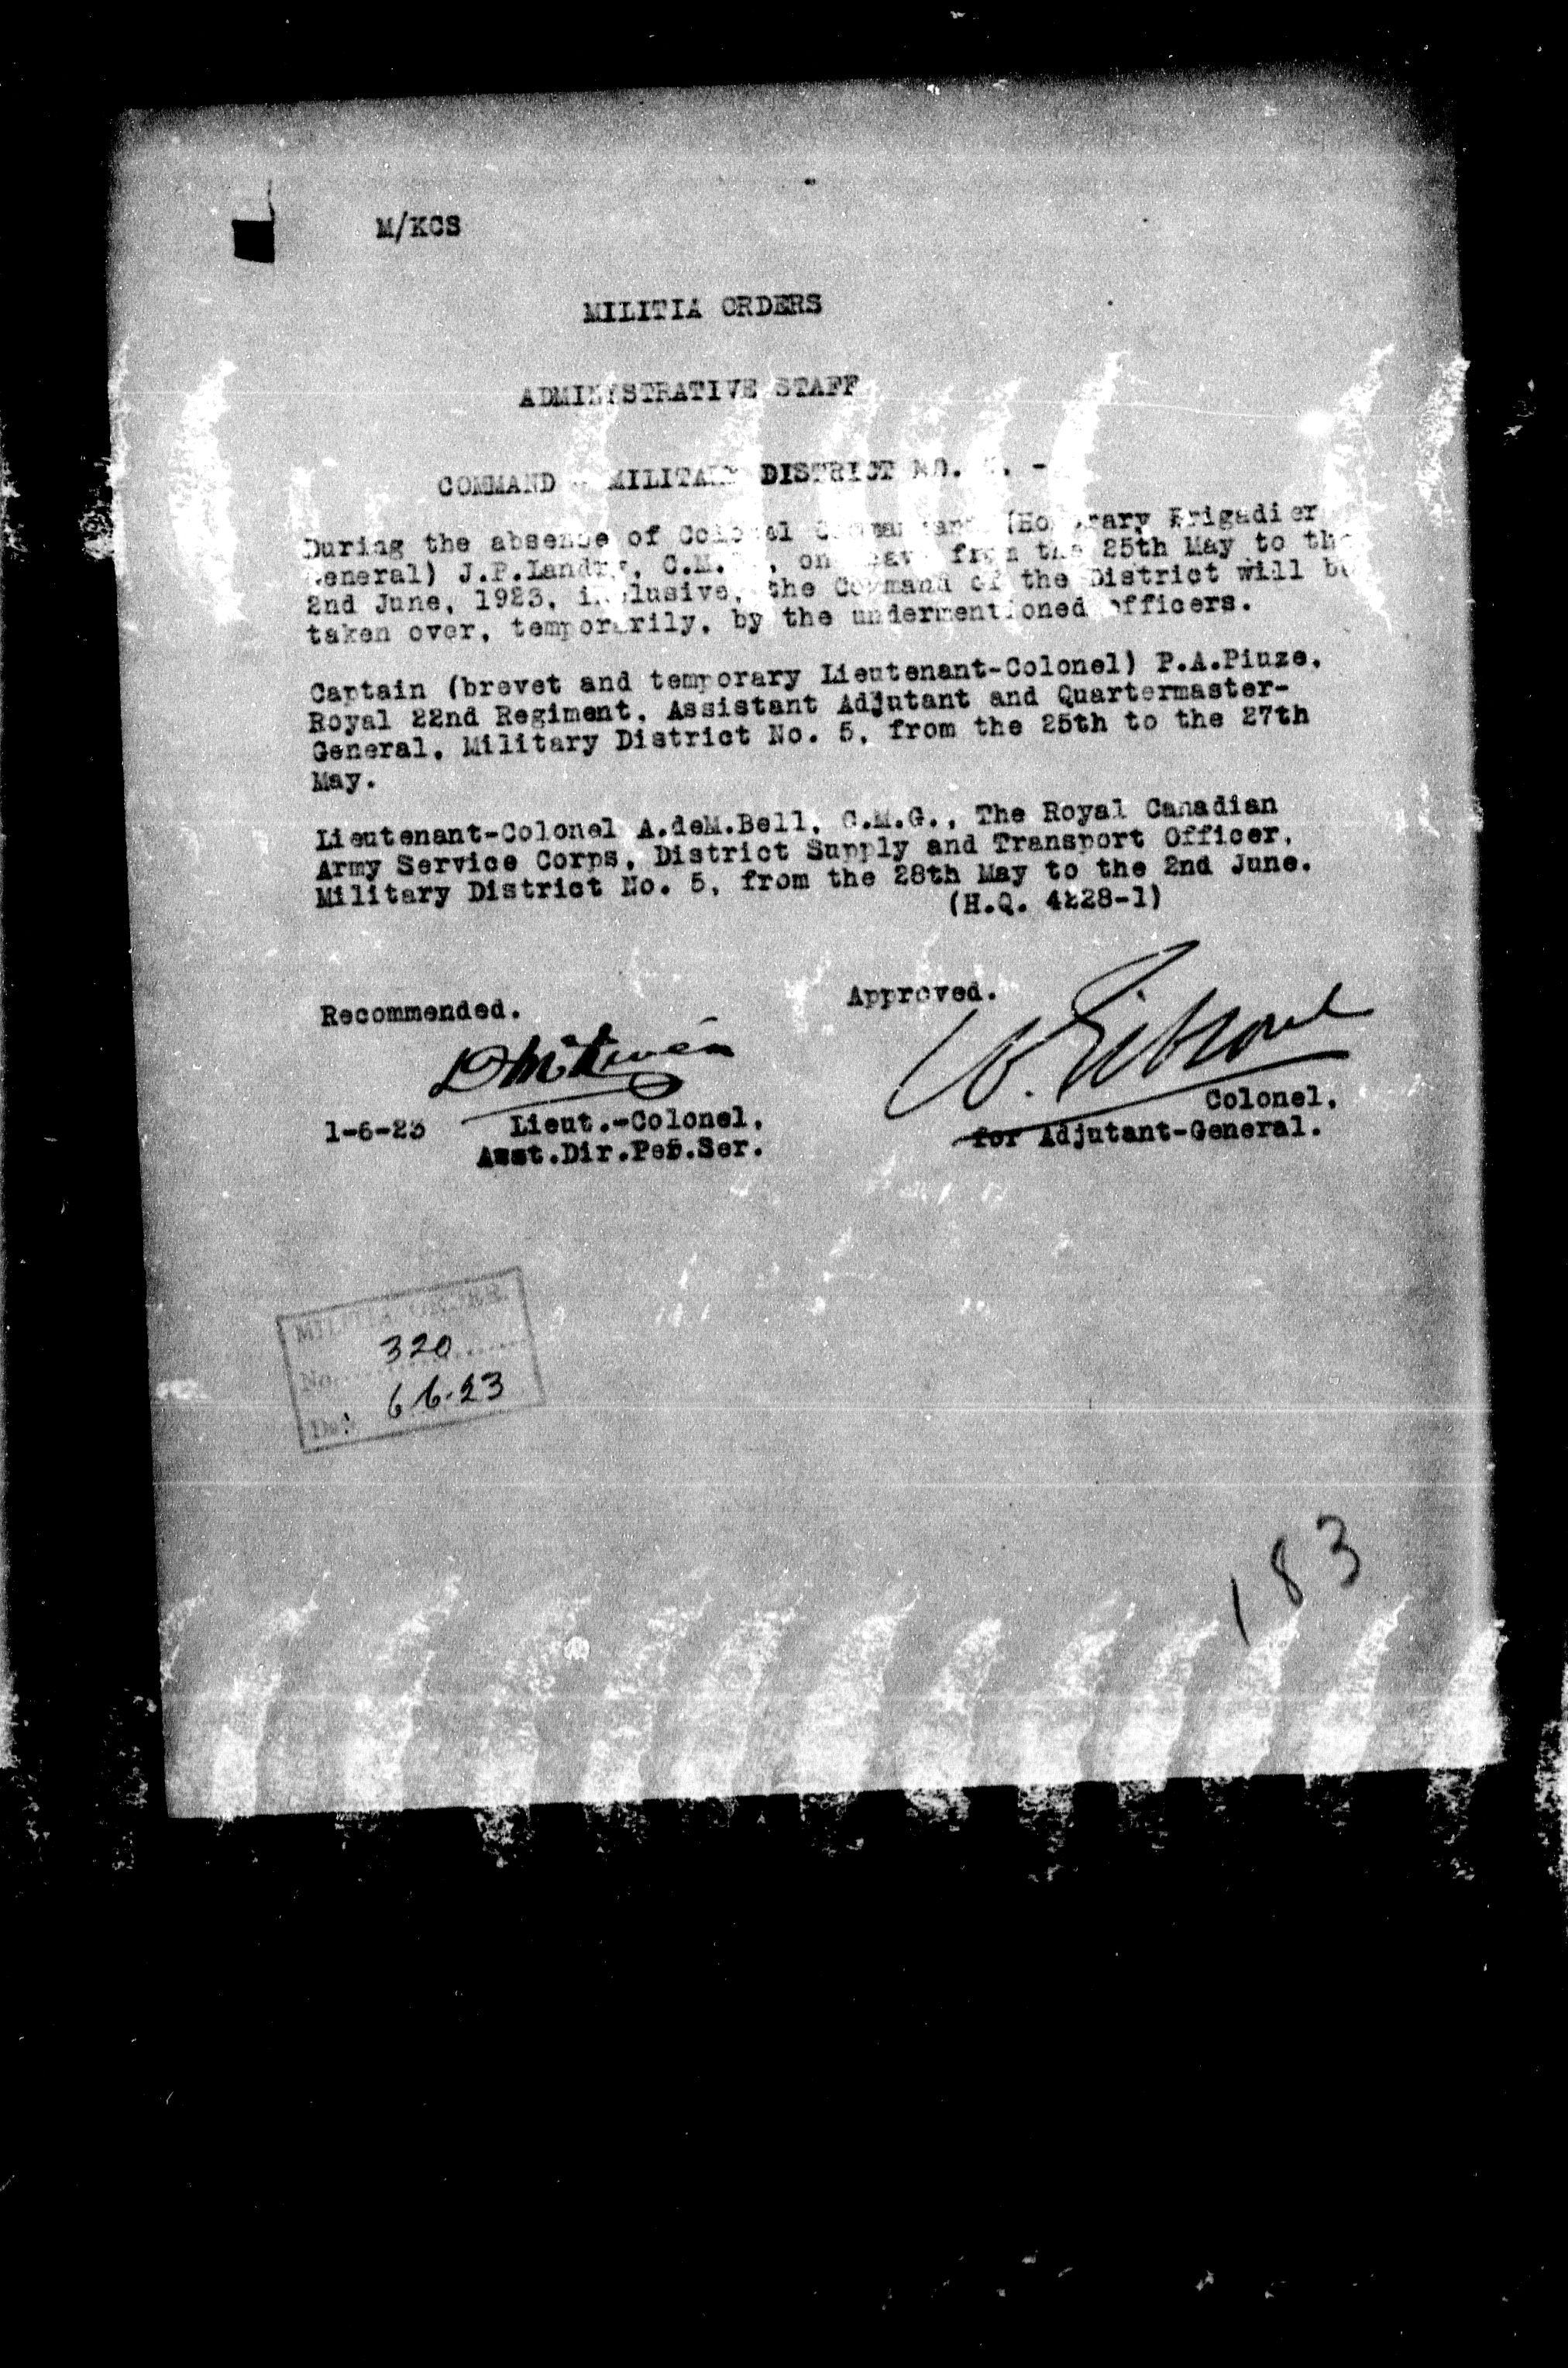 M/KCS
MILITIA ORDERS
ADMINISTRATIVE STAFF
COMMAND - MILITARY DISTRICT NO. -
During the absence of Colonel Commandant (Honorary Brigadier
General) J.P.Landry, C.M. , on leave from the 25th May to the
2nd June, 1923, inclusive, the Command of the District will be
taken over, temporarily, by the undermentioned officers.
Captain (brevet and temporary Lieutenant-Colonel) P.A.Piuze,
Royal 22nd Regiment, Assistant Adjutant and Quartermaster-
General, Military District No. 5, from the 25th to the 27th
May.
Lieutenant-Colonel A.deM.Bell, C.M.G., The Royal Canadian
Army Service Corps, District Supply and Transport Officer,
Military District No. 5, from the 28th May to the 2nd June.
(H.Q. 4228-1)
Recommended. Approved.
1-6-23 Lieut.-Colonel, Colonel,
Asst.Dir.Per.Ser. for Adjutant-General.
MILITIA ORDER
No. 320
Date 6.6.23
183